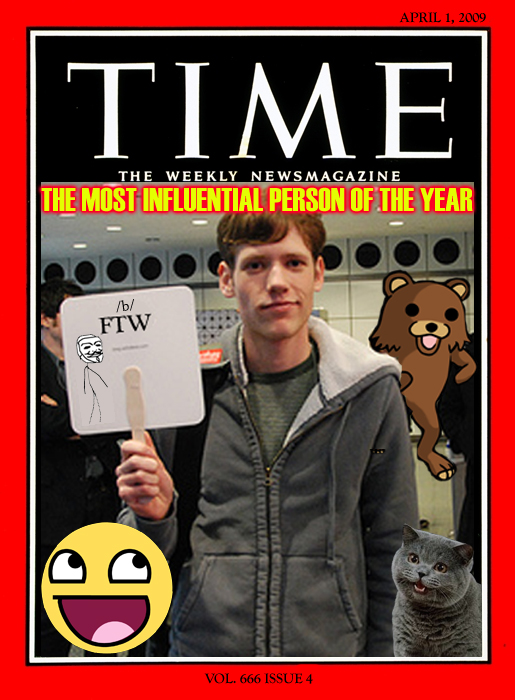 APRIL 1, 2009
TIME
THE WEEKLY NEWSMAGAZINE
THE MOST INFLUENTIAL PERSON OF THE YEAR
/b/
FTW
VOL. 666 ISSUE 4